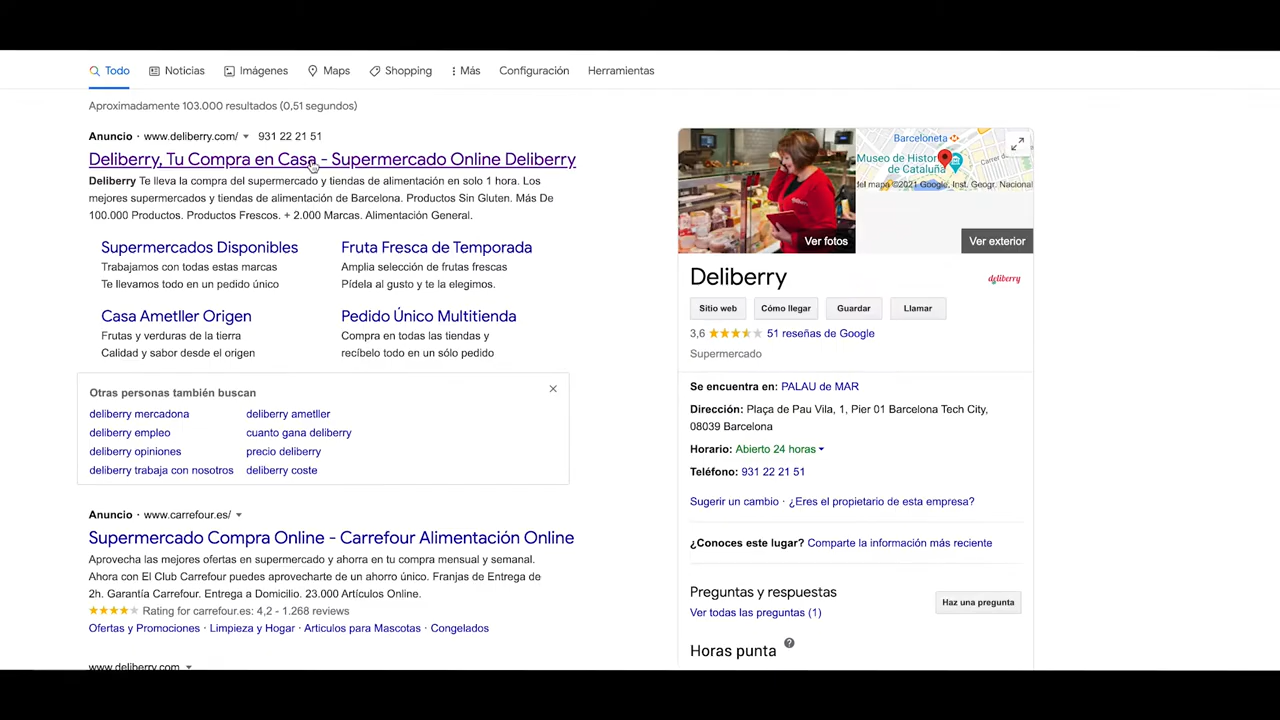 Todo Noticias Imágenes Maps Shopping Más Configuración Herramientas
Aproximadamente 103.000 resultados (0,51 segundos)
Anuncio · www.deliberry.com/ 931 22 21 51
Deliberry, Tu Compra en Casa - Supermercado Online Deliberry
Deliberry Te lleva la compra del supermercado y tiendas de alimentación en solo 1 hora. Los
mejores supermercados y tiendas de alimentación de Barcelona. Productos Sin Gluten. Más De
100.000 Productos. Productos Frescos. + 2.000 Marcas. Alimentación General.
Supermercados Disponibles
Trabajamos con todas estas marcas
Te llevamos todo en un pedido único
Fruta Fresca de Temporada
Amplia selección de frutas frescas
Pídela al gusto y te la elegimos.
Casa Ametller Origen
Frutas y verduras de la tierra
Calidad y sabor desde el origen
Pedido Único Multitienda
Compra en todas las tiendas y
recíbelo todo en un sólo pedido
Otras personas también buscan
deliberry mercadona
deliberry empleo
deliberry opiniones
deliberry trabaja con nosotros
deliberry ametller
cuanto gana deliberry
precio deliberry
deliberry coste
Anuncio · www.carrefour.es/
Supermercado Compra Online - Carrefour Alimentación Online
Aprovecha las mejores ofertas en supermercado y ahorra en tu compra mensual y semanal.
Ahora con El Club Carrefour puedes aprovecharte de un ahorro único. Franjas de Entrega de
2h. Garantía Carrefour. Entrega a Domicilio. 23.000 Artículos Online.
Rating for carrefour.es: 4,2 - 1.268 reviews
Ofertas y Promociones · Limpieza y Hogar · Articulos para Mascotas · Congelados
www.deliberry.com
Barceloneta
Museo de Histor
de Cataluña
Carrer de
del mapa ©2021 Google, Inst. Geogr. Nacional
Ver fotos
Ver exterior
Deliberry
deliberry
Sitio web Cómo llegar Guardar Llamar
3,6 51 reseñas de Google
Supermercado
Se encuentra en: PALAU de MAR
Dirección: Plaça de Pau Vila, 1, Pier 01 Barcelona Tech City,
08039 Barcelona
Horario: Abierto 24 horas
Teléfono: 931 22 21 51
Sugerir un cambio · ¿Eres el propietario de esta empresa?
¿Conoces este lugar? Comparte la información más reciente
Preguntas y respuestas
Ver todas las preguntas (1)
Haz una pregunta
Horas punta